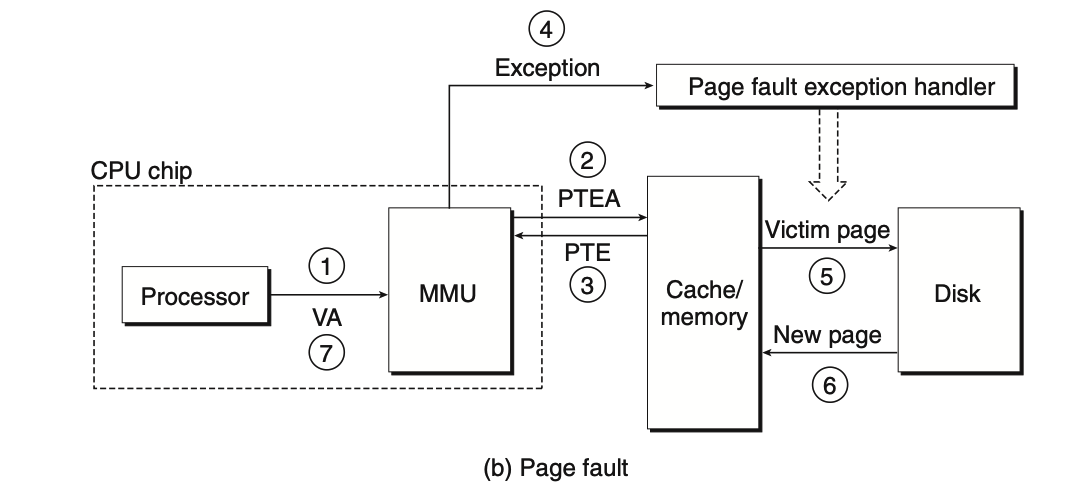 ④
Exception
Page fault exception handler
CPU chip
②
PTEA
PTE
③
①
Processor
VA
⑦
MMU
Cache/
memory
Victim page
⑤
Disk
New page
⑥
(b) Page fault